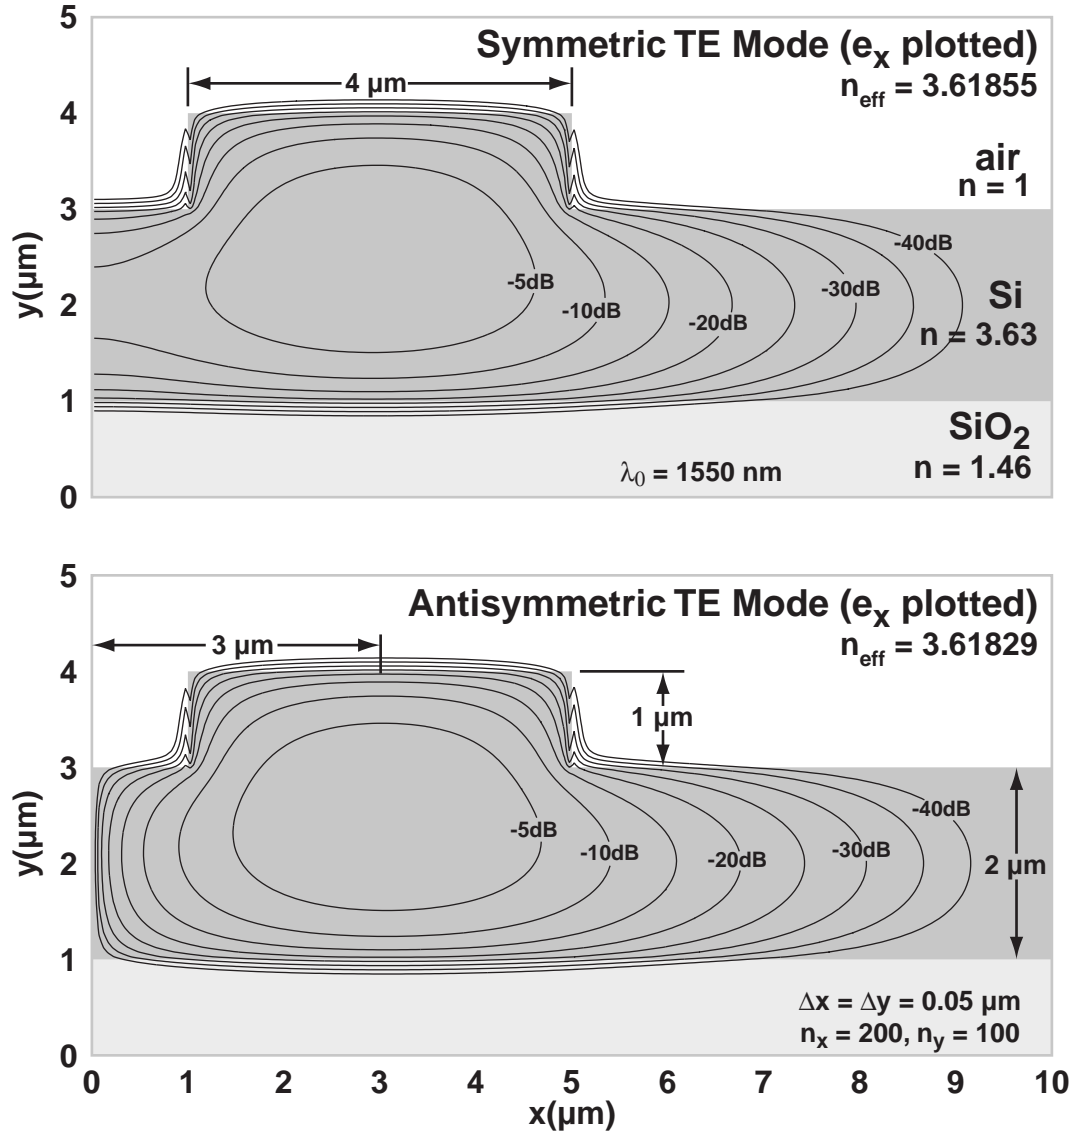 5
4
3
2
1
0
y(µm)
Symmetric TE Mode (ex plotted)
neff = 3.61855
4 µm
air
n = 1
-40dB
-5dB
-10dB
-20dB
-30dB
Si
n = 3.63
SiO2
n = 1.46
λ0 = 1550 nm
5
4
3
2
1
0
y(µm)
Antisymmetric TE Mode (ex plotted)
neff = 3.61829
3 µm
1 µm
-40dB
-5dB
-10dB
-20dB
-30dB
2 µm
Δx = Δy = 0.05 µm
nx = 200, ny = 100
0 1 2 3 4 5 6 7 8 9 10
x(µm)